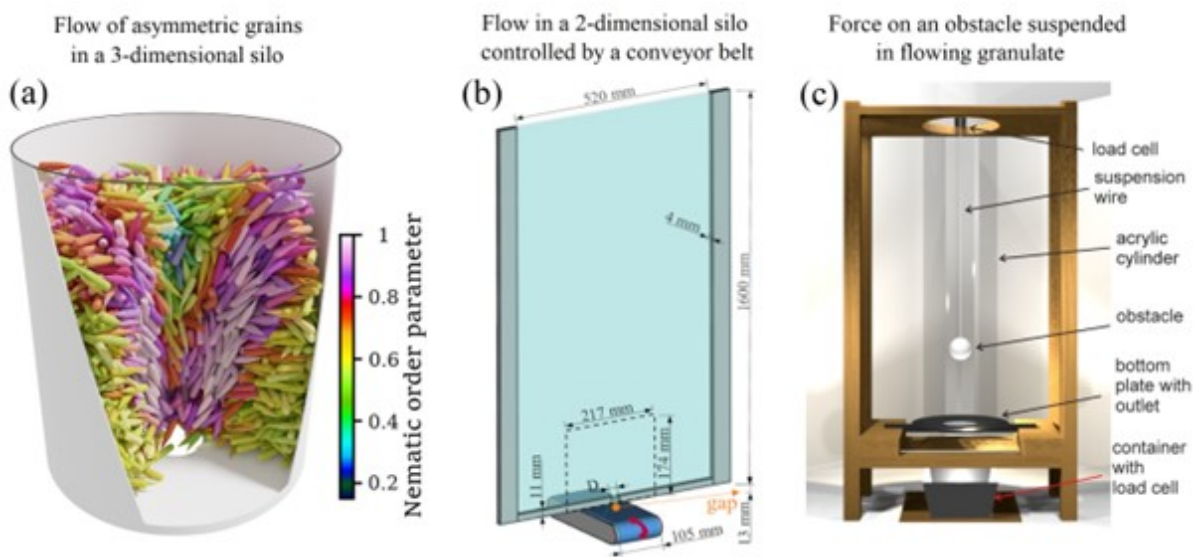 Flow of asymmetric grains
in a 3-dimensional silo
Flow in a 2-dimensional silo
controlled by a conveyor belt
Force on an obstacle suspended
in flowing granulate
(a)
1
0.8
0.6
0.4
0.2
Nematic order parameter
(b)
520 mm
4 mm
1600 mm
217 mm
174 mm
11 mm
D
gap
13 mm
105 mm
(c)
load cell
suspension
wire
acrylic
cylinder
obstacle
bottom
plate with
outlet
container
with
load cell